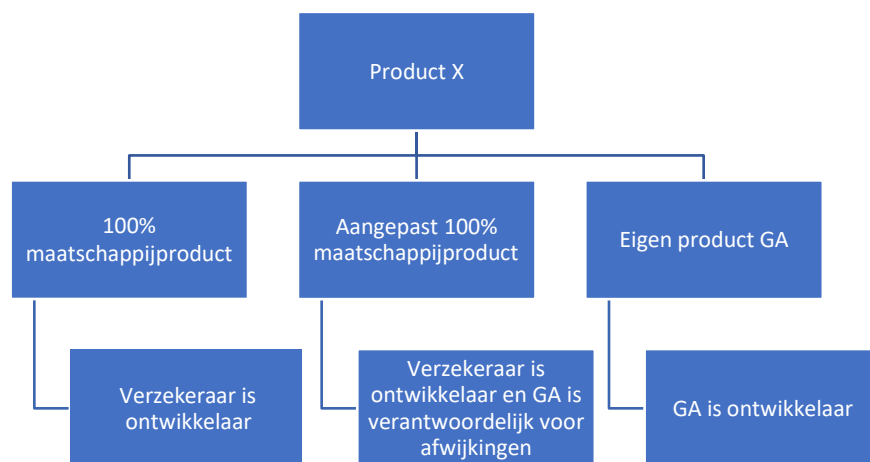 Product X
100%
maatschappijproduct
Aangepast 100%
maatschappijproduct
Eigen product GA
Verzekeraar is
ontwikkelaar
Verzekeraar is
ontwikkelaar en GA is
verantwoordelijk voor
afwijkingen
GA is ontwikkelaar